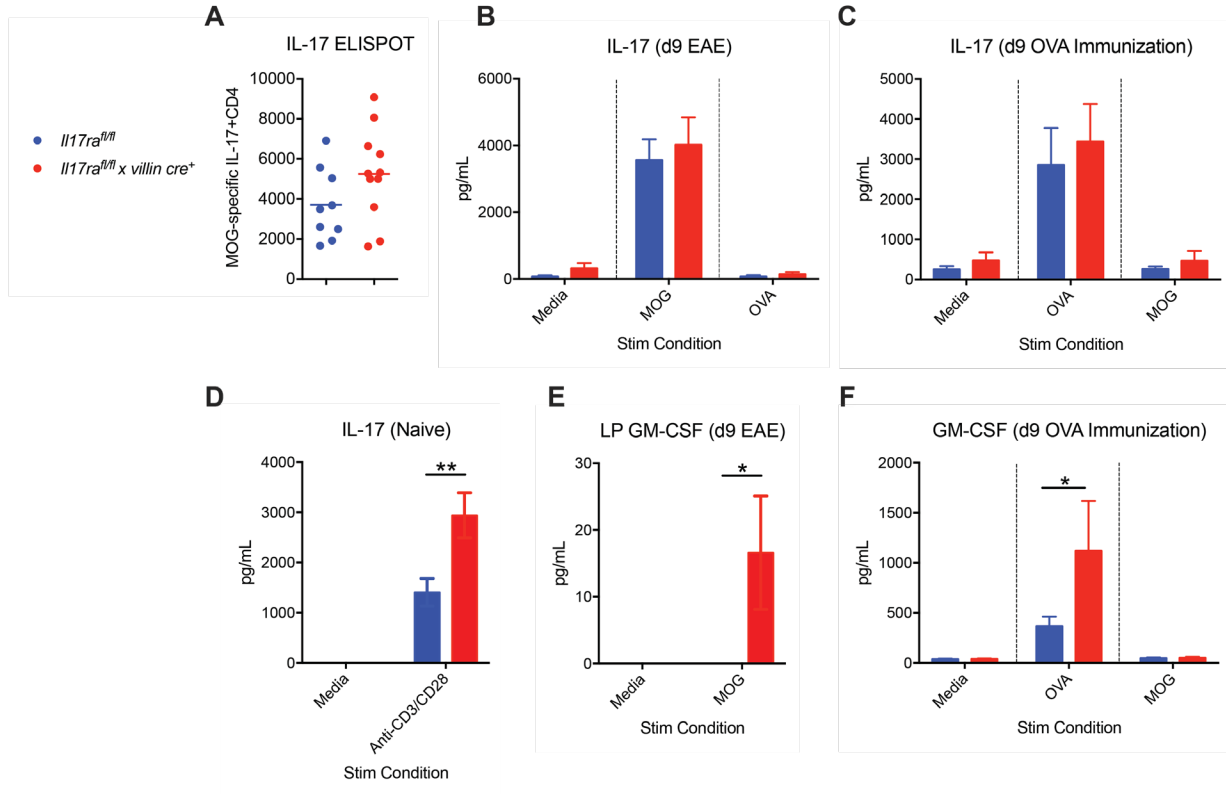 Il17ra^fl/fl
Il17ra^fl/fl x villin cre^+
A
IL-17 ELISPOT
MOG-specific IL-17+CD4
10000
8000
6000
4000
2000
0
B
IL-17 (d9 EAE)
pg/mL
6000
4000
2000
0
Media
MOG
OVA
Stim Condition
C
IL-17 (d9 OVA Immunization)
pg/mL
5000
4000
3000
2000
1000
0
Media
OVA
MOG
Stim Condition
D
IL-17 (Naive)
pg/mL
4000
3000
2000
1000
0
**
Media
Anti-CD3/CD28
Stim Condition
E
LP GM-CSF (d9 EAE)
pg/mL
30
20
10
0
*
Media
MOG
Stim Condition
F
GM-CSF (d9 OVA Immunization)
pg/mL
2000
1500
1000
500
0
*
Media
OVA
MOG
Stim Condition